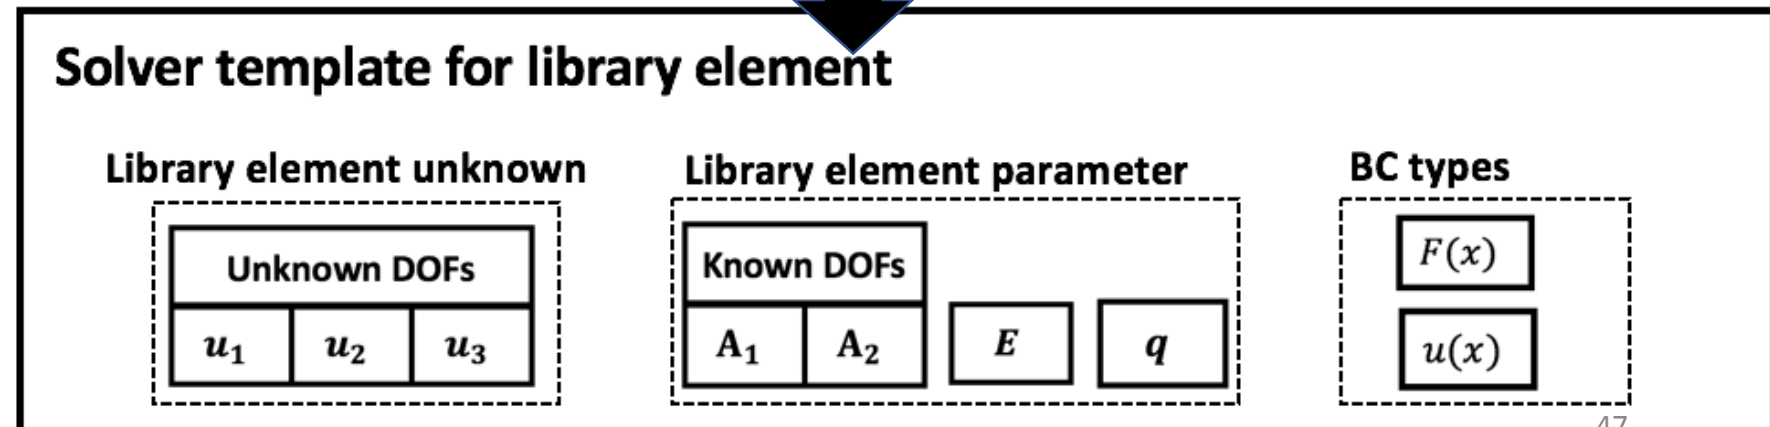 Solver template for library element
Library element unknown
Unknown DOFs
u₁ u₂ u₃
Library element parameter
Known DOFs
A₁ A₂ E q
BC types
F(x)
u(x)
47